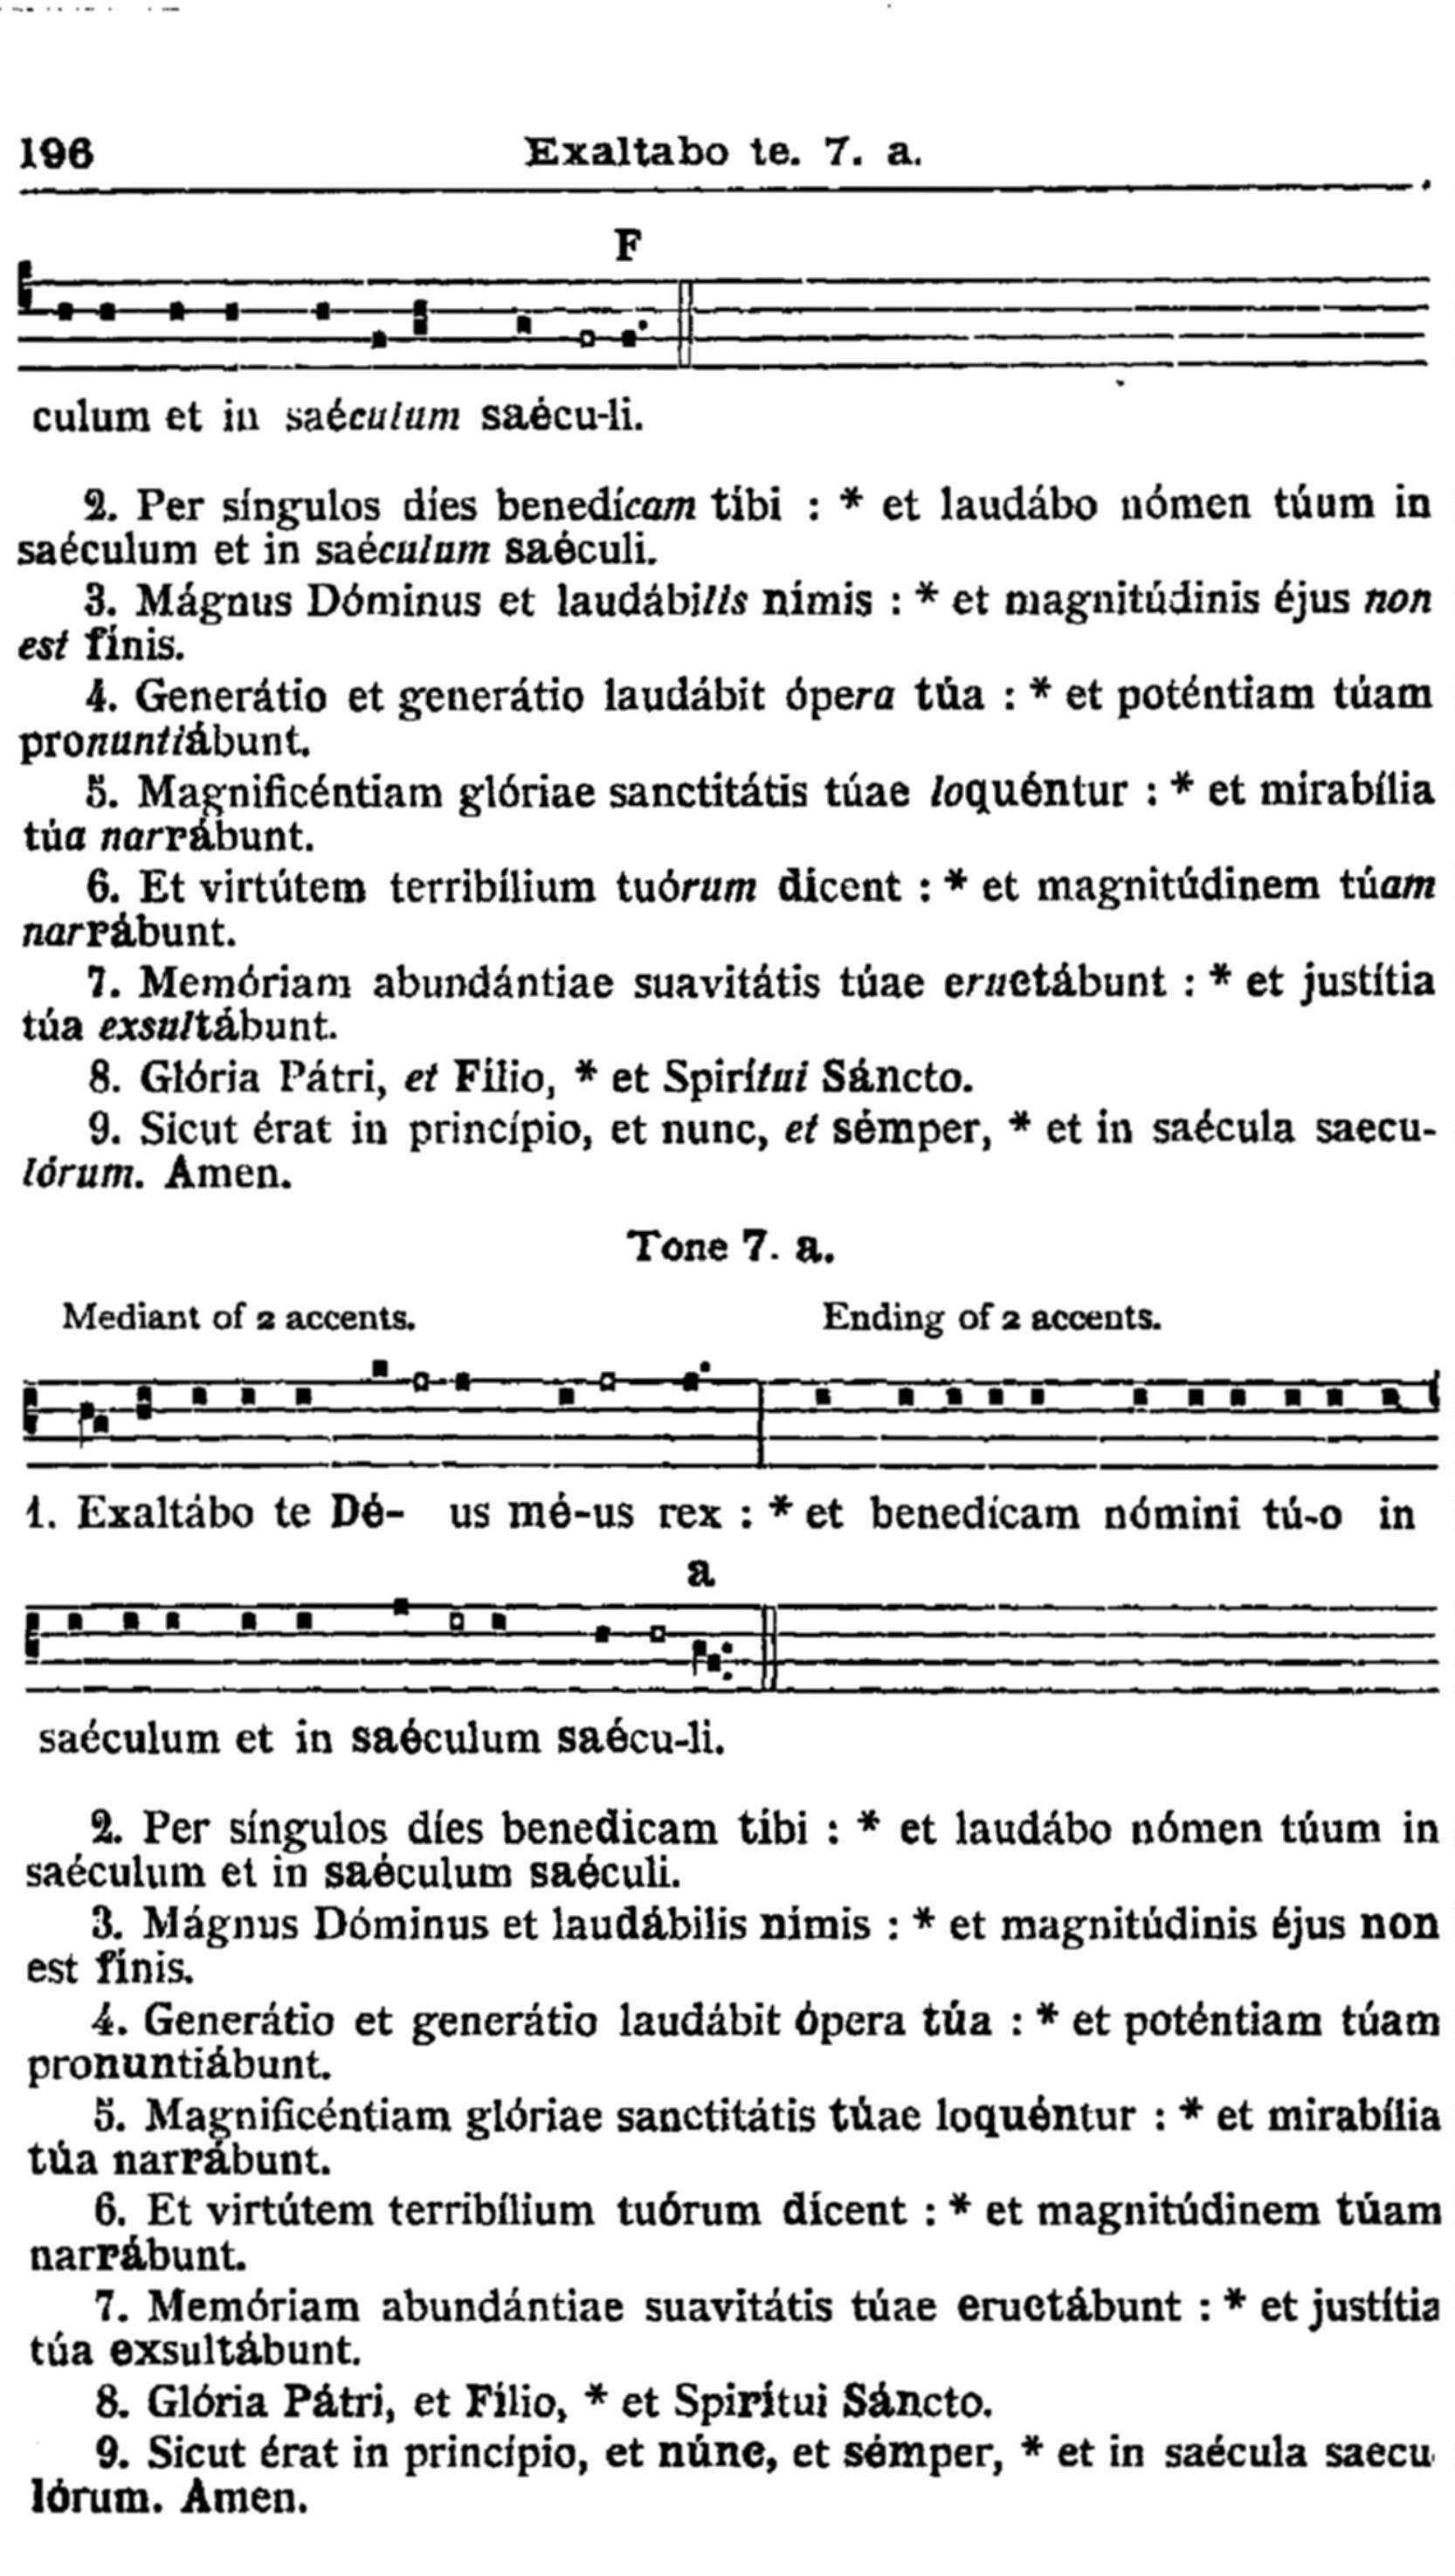 196
Exaltabo te. 7. a.
F
culum et in saéculum saécu-li.
2. Per síngulos díes benedícam tíbi : * et laudábo nómen túum in
saéculum et in saéculum saéculi.
3. Mágnus Dóminus et laudábilis nímis : * et magnitúdinis éjus non
est fínis.
4. Generátio et generátio laudábit ópera túa : * et poténtiam túam
pronuntiábunt.
5. Magnificéntiam glóriae sanctitátis túae loquéntur : * et mirabília
túa narrábunt.
6. Et virtútem terribílium tuórum dícent : * et magnitúdinem túam
narrábunt.
7. Memóriam abundántiae suavitátis túae eructábunt : * et justítia
túa exsultábunt.
8. Glória Pátri, et Fílio, * et Spirítui Sáncto.
9. Sicut érat in princípio, et nunc, et sémper, * et in saécula saecu-
lórum. Amen.
Tone 7. a.
Mediant of 2 accents. Ending of 2 accents.
1. Exaltábo te Dé- us mé-us rex : * et benedícam nómini tú-o in
a
saéculum et in saéculum saécu-li.
2. Per síngulos díes benedicam tíbi : * et laudábo nómen túum in
saéculum et in saéculum saéculi.
3. Mágnus Dóminus et laudábilis nímis : * et magnitúdinis éjus non
est fínis.
4. Generátio et generátio laudábit ópera túa : * et poténtiam túam
pronuntiábunt.
5. Magnificéntiam glóriae sanctitátis túae loquéntur : * et mirabília
túa narrábunt.
6. Et virtútem terribílium tuórum dícent : * et magnitúdinem túam
narrábunt.
7. Memóriam abundántiae suavitátis túae eructábunt : * et justítia
túa exsultábunt.
8. Glória Pátri, et Fílio, * et Spirítui Sáncto.
9. Sicut érat in princípio, et núnc, et sémper, * et in saécula saecu
lórum. Amen.